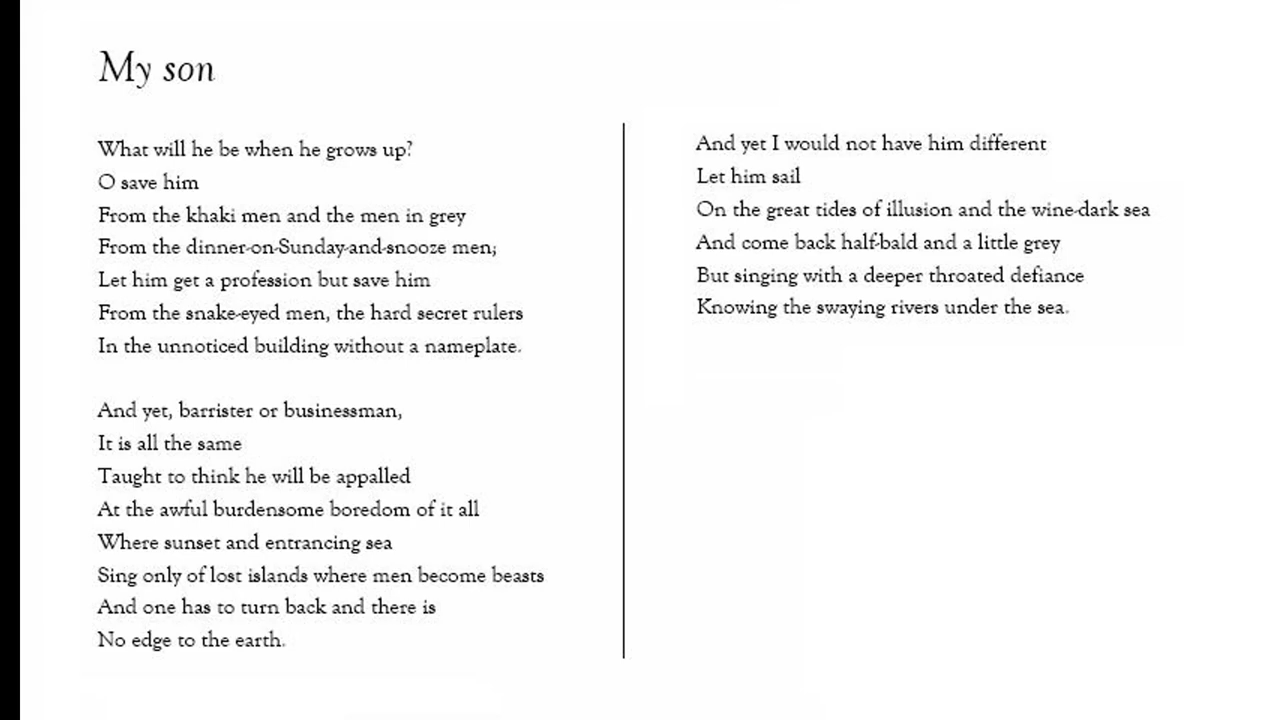 My son
What will he be when he grows up?
O save him
From the khaki men and the men in grey
From the dinner-on-Sunday-and-snooze men;
Let him get a profession but save him
From the snake-eyed men, the hard secret rulers
In the unnoticed building without a nameplate.
And yet, barrister or businessman,
It is all the same
Taught to think he will be appalled
At the awful burdensome boredom of it all
Where sunset and entrancing sea
Sing only of lost islands where men become beasts
And one has to turn back and there is
No edge to the earth.
And yet I would not have him different
Let him sail
On the great tides of illusion and the wine-dark sea
And come back half-bald and a little grey
But singing with a deeper throated defiance
Knowing the swaying rivers under the sea.